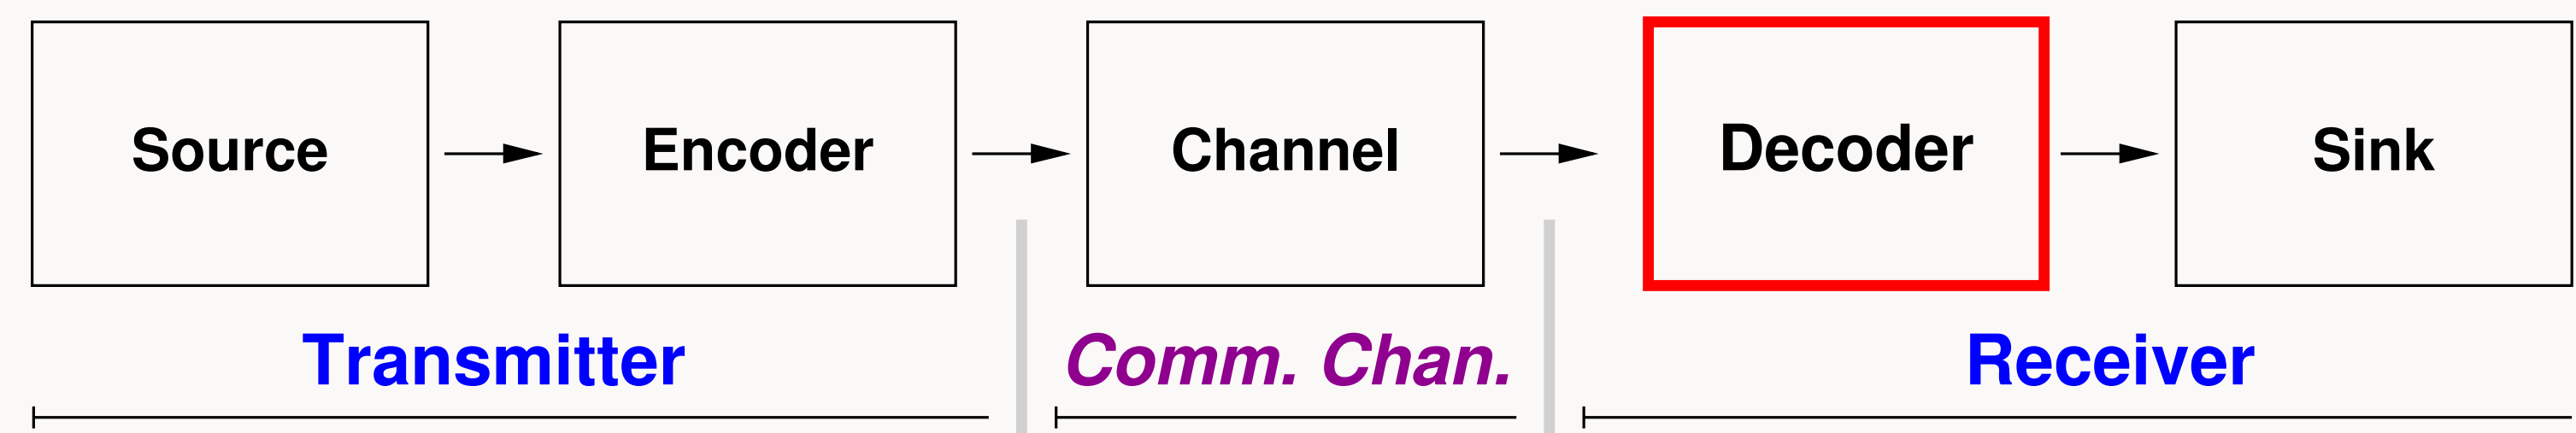 Source Encoder Channel Decoder Sink
Transmitter Comm. Chan. Receiver